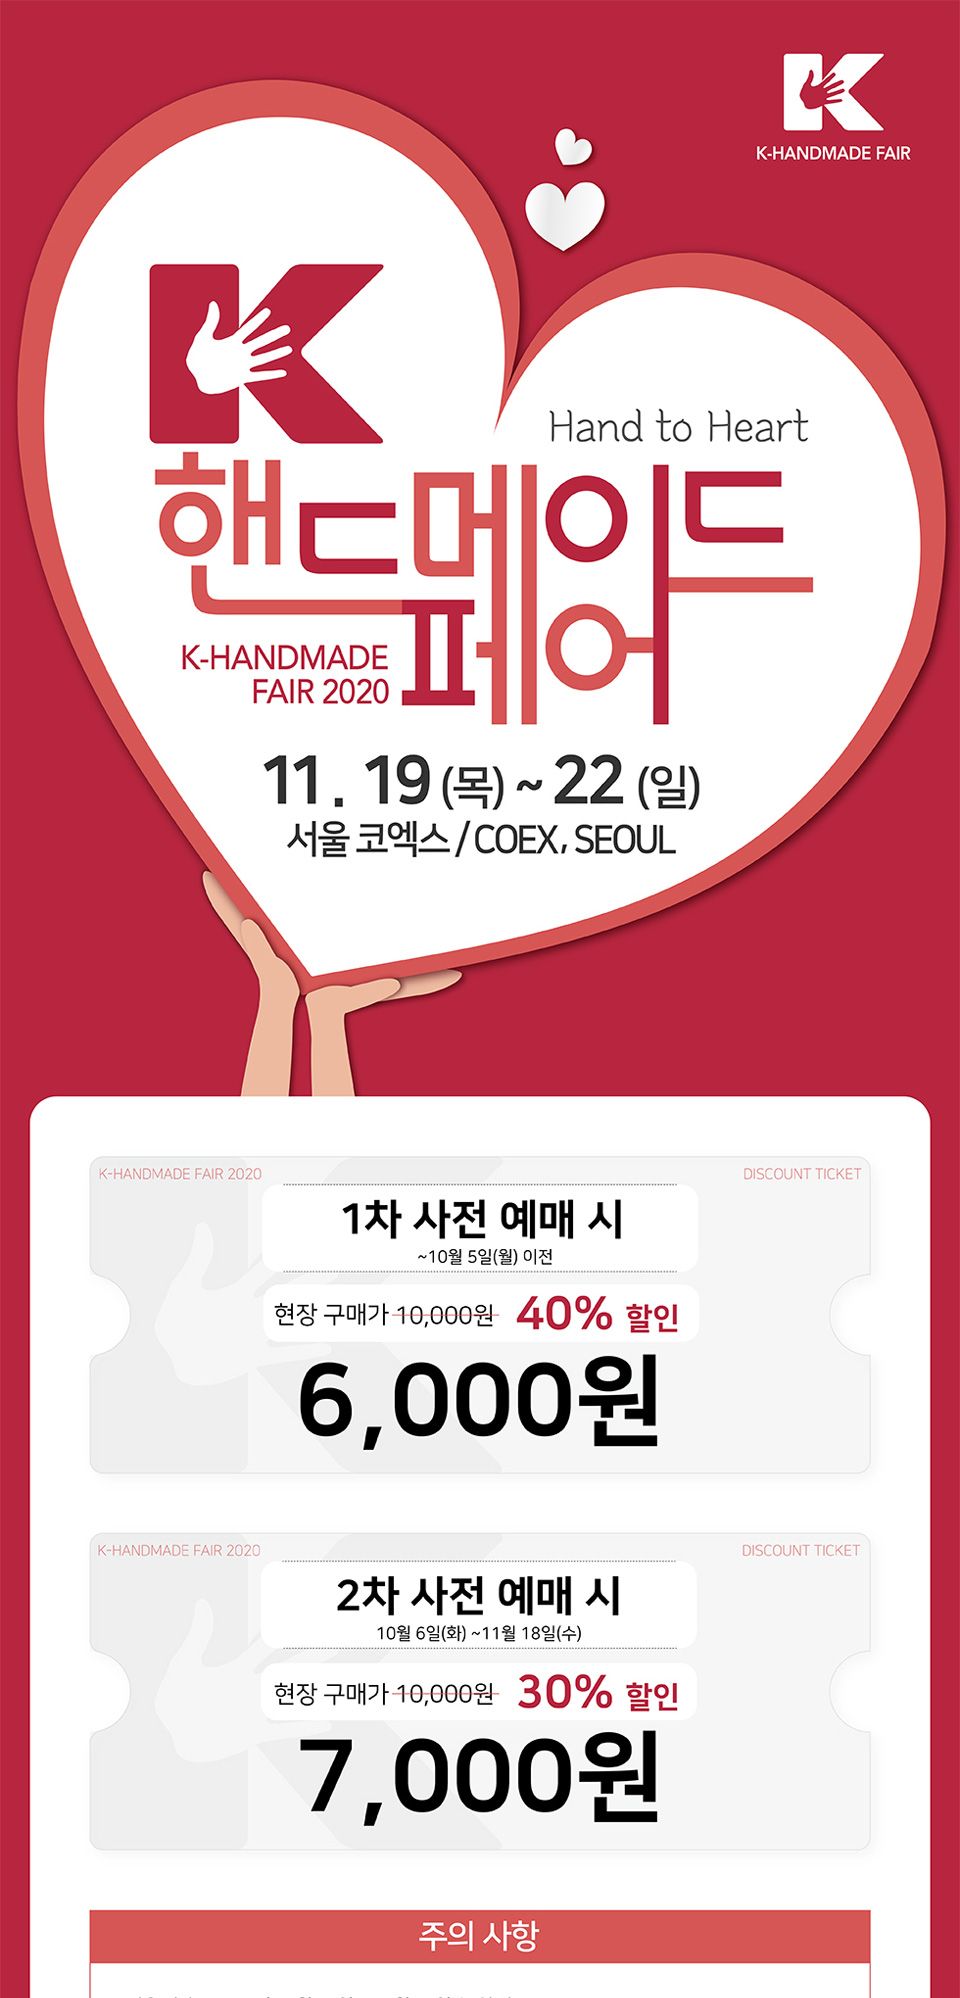 K-HANDMADE FAIR
Hand to Heart
K
핸드메이드
페어
K-HANDMADE
FAIR 2020
11. 19 (목) ~ 22 (일)
서울 코엑스 / COEX, SEOUL
K-HANDMADE FAIR 2020
DISCOUNT TICKET
1차 사전 예매 시
~10월 5일(월) 이전
현장 구매가 10,000원 40% 할인
6,000원
K-HANDMADE FAIR 2020
DISCOUNT TICKET
2차 사전 예매 시
10월 6일(화) ~11월 18일(수)
현장 구매가 10,000원 30% 할인
7,000원
주의 사항